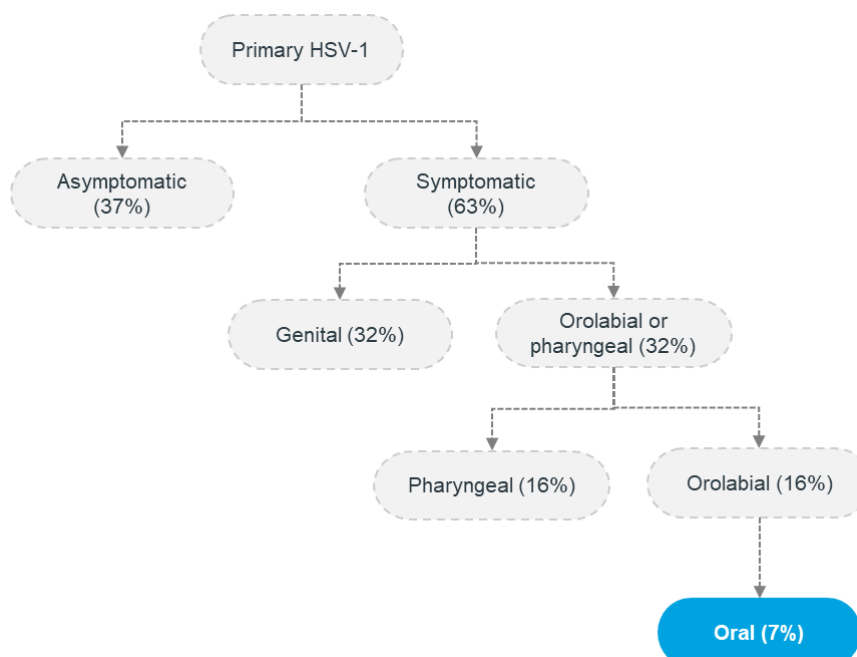 Primary HSV-1
Asymptomatic
(37%)
Symptomatic
(63%)
Genital (32%)
Orolabial or
pharyngeal (32%)
Pharyngeal (16%)
Orolabial (16%)
Oral (7%)